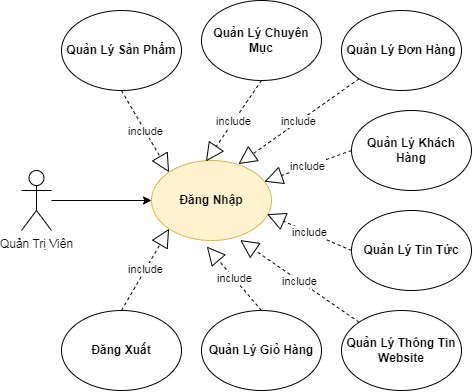 Quản Lý Sản Phẩm
Quản Lý Chuyên
Mục
Quản Lý Đơn Hàng
include
include
include
Quản Lý Khách
Hàng
include
Đăng Nhập
Quản Trị Viên
include
Quản Lý Tin Tức
include
include
include
Đăng Xuất
Quản Lý Giỏ Hàng
Quản Lý Thông Tin
Website